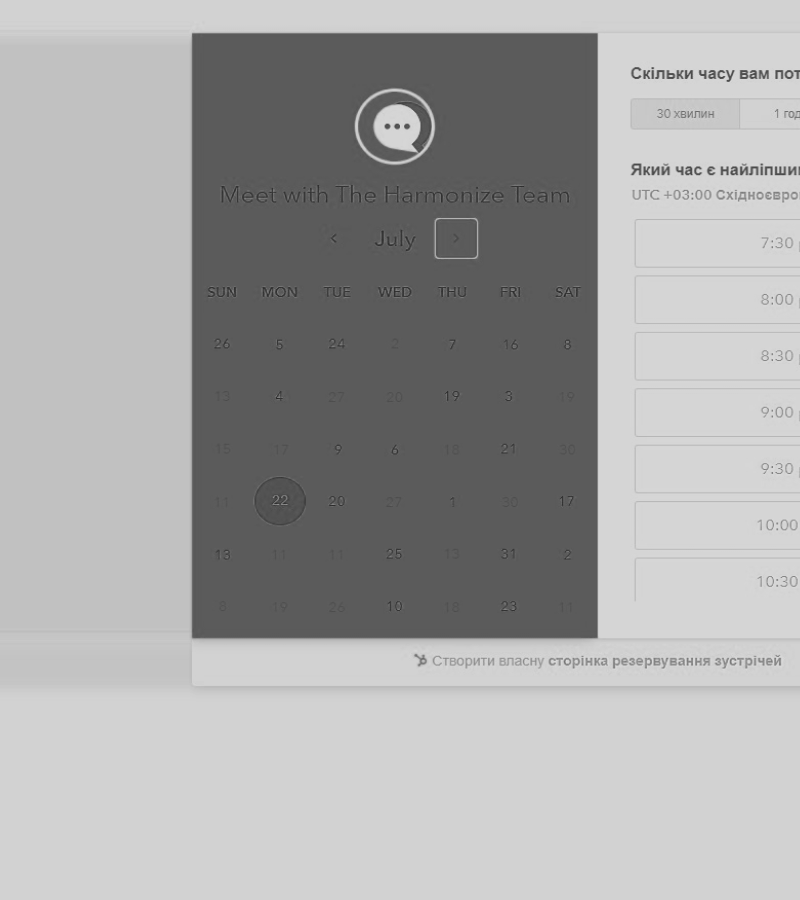 Meet with The Harmonize Team
July
SUN MON TUE WED THU FRI SAT
26 5 24 2 7 16 8
13 4 27 20 19 3 19
15 17 9 6 18 21 30
11 22 20 27 1 30 17
13 11 11 25 13 31 2
8 19 26 10 18 23 11
Скільки часу вам пот
30 хвилин 1 год
Який час є найліпши
UTC +03:00 Східноєвро
7:30
8:00
8:30
9:00
9:30
10:00
10:30
Створити власну сторінка резервування зустрічей